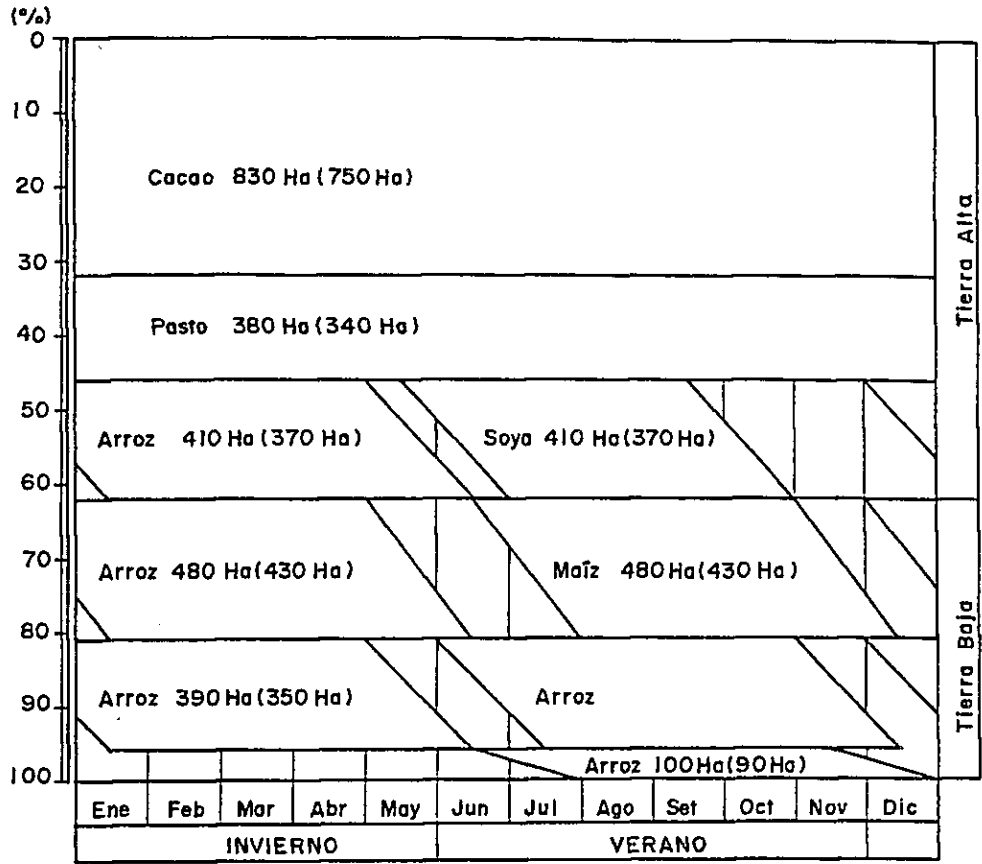 (%)
0
10
20
30
40
50
60
70
80
90
100
Cacao 830 Ha (750 Ha)
Pasto 380 Ha (340 Ha)
Arroz 410 Ha (370 Ha)
Soya 410 Ha (370 Ha)
Arroz 480 Ha (430 Ha)
Maíz 480 Ha (430 Ha)
Arroz 390 Ha (350 Ha)
Arroz
Arroz 100 Ha (90 Ha)
Tierra Alta
Tierra Baja
Ene Feb Mar Abr May Jun Jul Ago Set Oct Nov Dic
INVIERNO VERANO